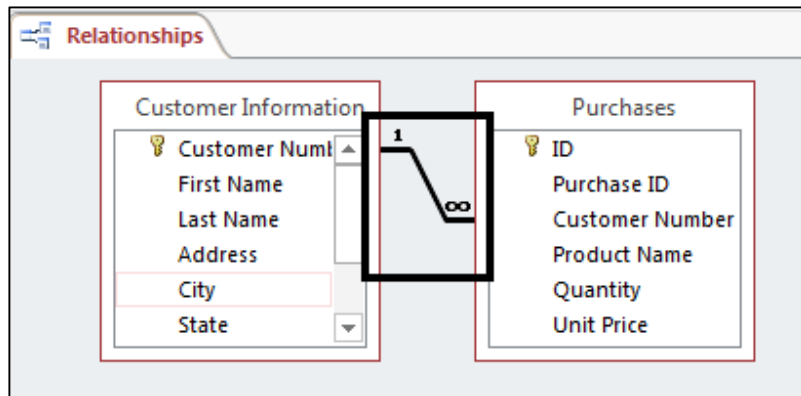 Relationships
Customer Information
Customer Numb
First Name
Last Name
Address
City
State
1
∞
Purchases
ID
Purchase ID
Customer Number
Product Name
Quantity
Unit Price